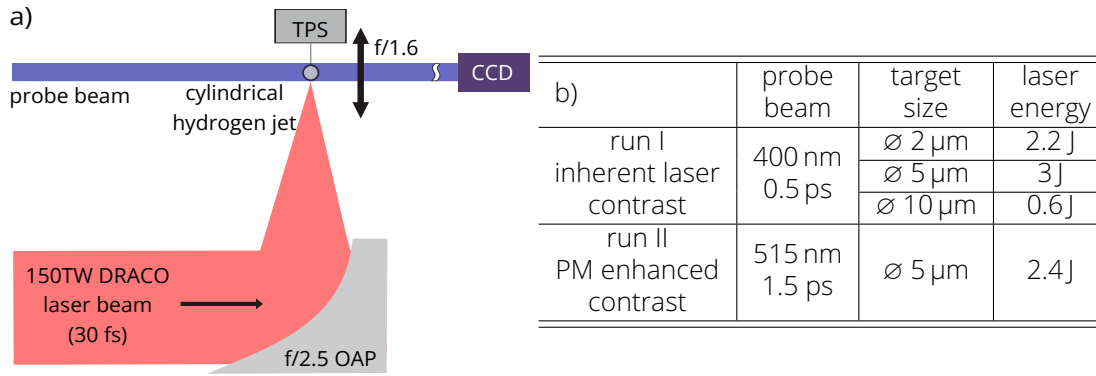 a)
TPS
f/1.6
CCD
probe beam
cylindrical
hydrogen jet
150TW DRACO
laser beam
(30 fs)
f/2.5 OAP
b)
probe
beam
target
size
laser
energy
run I
inherent laser
contrast
400 nm
0.5 ps
∅ 2 µm
2.2 J
∅ 5 µm
3 J
∅ 10 µm
0.6 J
run II
PM enhanced
contrast
515 nm
1.5 ps
∅ 5 µm
2.4 J